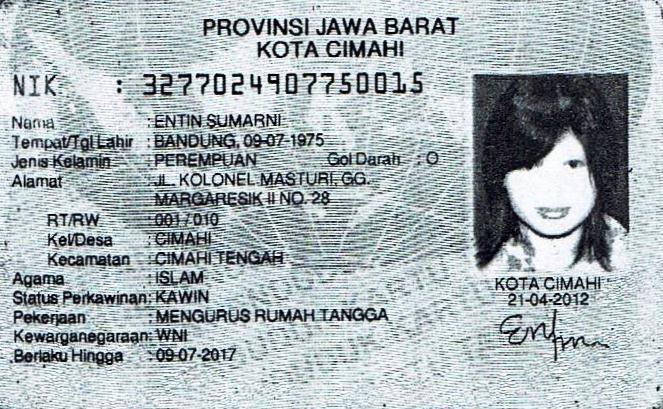 PROVINSI JAWA BARAT
KOTA CIMAHI
NIK : 3277024907750015
Nama : ENTIN SUMARNI
Tempat/Tgl Lahir : BANDUNG, 09-07-1975
Jenis Kelamin : PEREMPUAN Gol Darah : O
Alamat : JL. KOLONEL MASTURI, GG.
MARGARESIK II NO. 28
RT/RW : 001 / 010
Kel/Desa : CIMAHI
Kecamatan : CIMAHI TENGAH
Agama : ISLAM
Status Perkawinan: KAWIN
Pekerjaan : MENGURUS RUMAH TANGGA
Kewarganegaraan: WNI
Berlaku Hingga : 09-07-2017
KOTA CIMAHI
21-04-2012